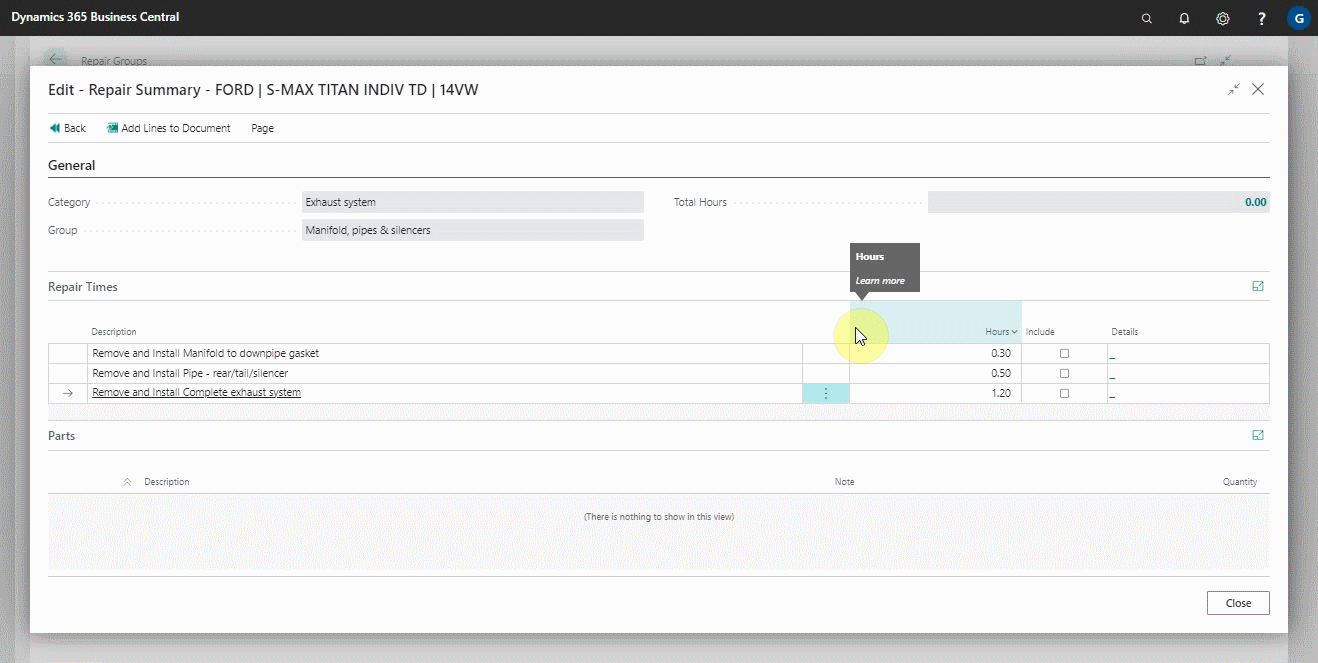 Dynamics 365 Business Central
? G
Repair Groups
Edit - Repair Summary - FORD | S-MAX TITAN INDIV TD | 14VW
Back Add Lines to Document Page
General
Category Exhaust system Total Hours 0.00
Group Manifold, pipes & silencers
Hours
Learn more
Repair Times
Description Hours Include Details
Remove and Install Manifold to downpipe gasket 0.30 _
Remove and Install Pipe - rear/tail/silencer 0.50 _
Remove and Install Complete exhaust system 1.20 _
Parts
Description Note Quantity
(There is nothing to show in this view)
Close